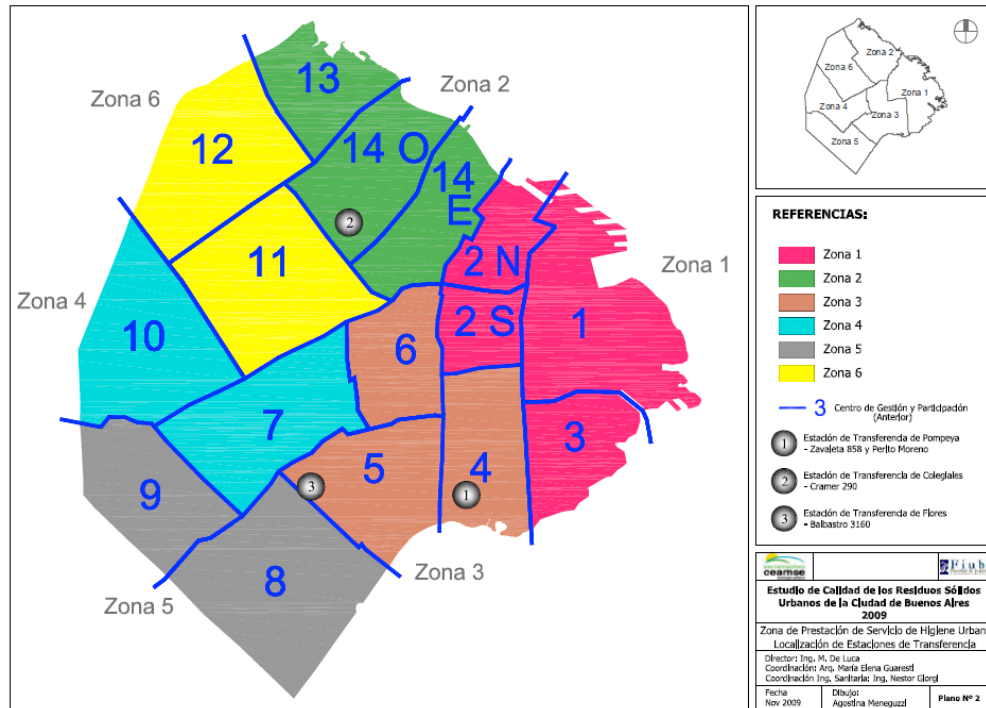 Zona 6
13
Zona 2
12
14 O
14
E
2
11
2 N
Zona 1
Zona 4
10
2 S
1
6
7
3
5
4
9
3
1
8
Zona 3
Zona 5
Zona 2
Zona 6
Zona 1
Zona 4
Zona 3
Zona 5
REFERENCIAS:
Zona 1
Zona 2
Zona 3
Zona 4
Zona 5
Zona 6
3 Centro de Gestión y Participación
(Anterior)
1 Estación de Transferencia de Pompeya
- Zavaleta 858 y Perito Moreno
2 Estación de Transferencia de Colegiales
- Cramer 290
3 Estación de Transferencia de Flores
- Balbastro 3160
ceamse
Fiub
Estudio de Calidad de los Residuos Sólidos
Urbanos de la Ciudad de Buenos Aires
2009
Zona de Prestación de Servicio de Higiene Urban
Localización de Estaciones de Transferencia
Director: Ing. M. De Luca
Coordinación: Arq. María Elena Guaresti
Coordinación Ing. Sanitaria: Ing. Nestor Giorgi
Fecha
Nov 2009
Dibujo:
Agostina Meneguzzi
Plano Nº 2